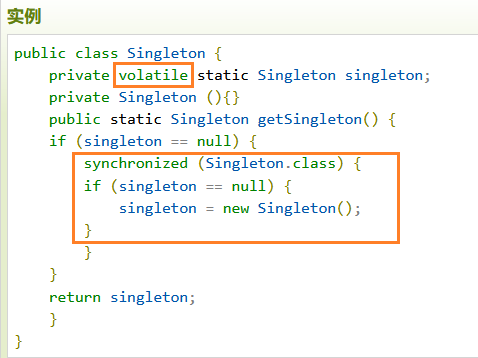 实例
public class Singleton {
    private volatile static Singleton singleton;
    private Singleton (){}
    public static Singleton getSingleton() {
    if (singleton == null) {
        synchronized (Singleton.class) {
        if (singleton == null) {
            singleton = new Singleton();
        }
        }
    }
    return singleton;
    }
}